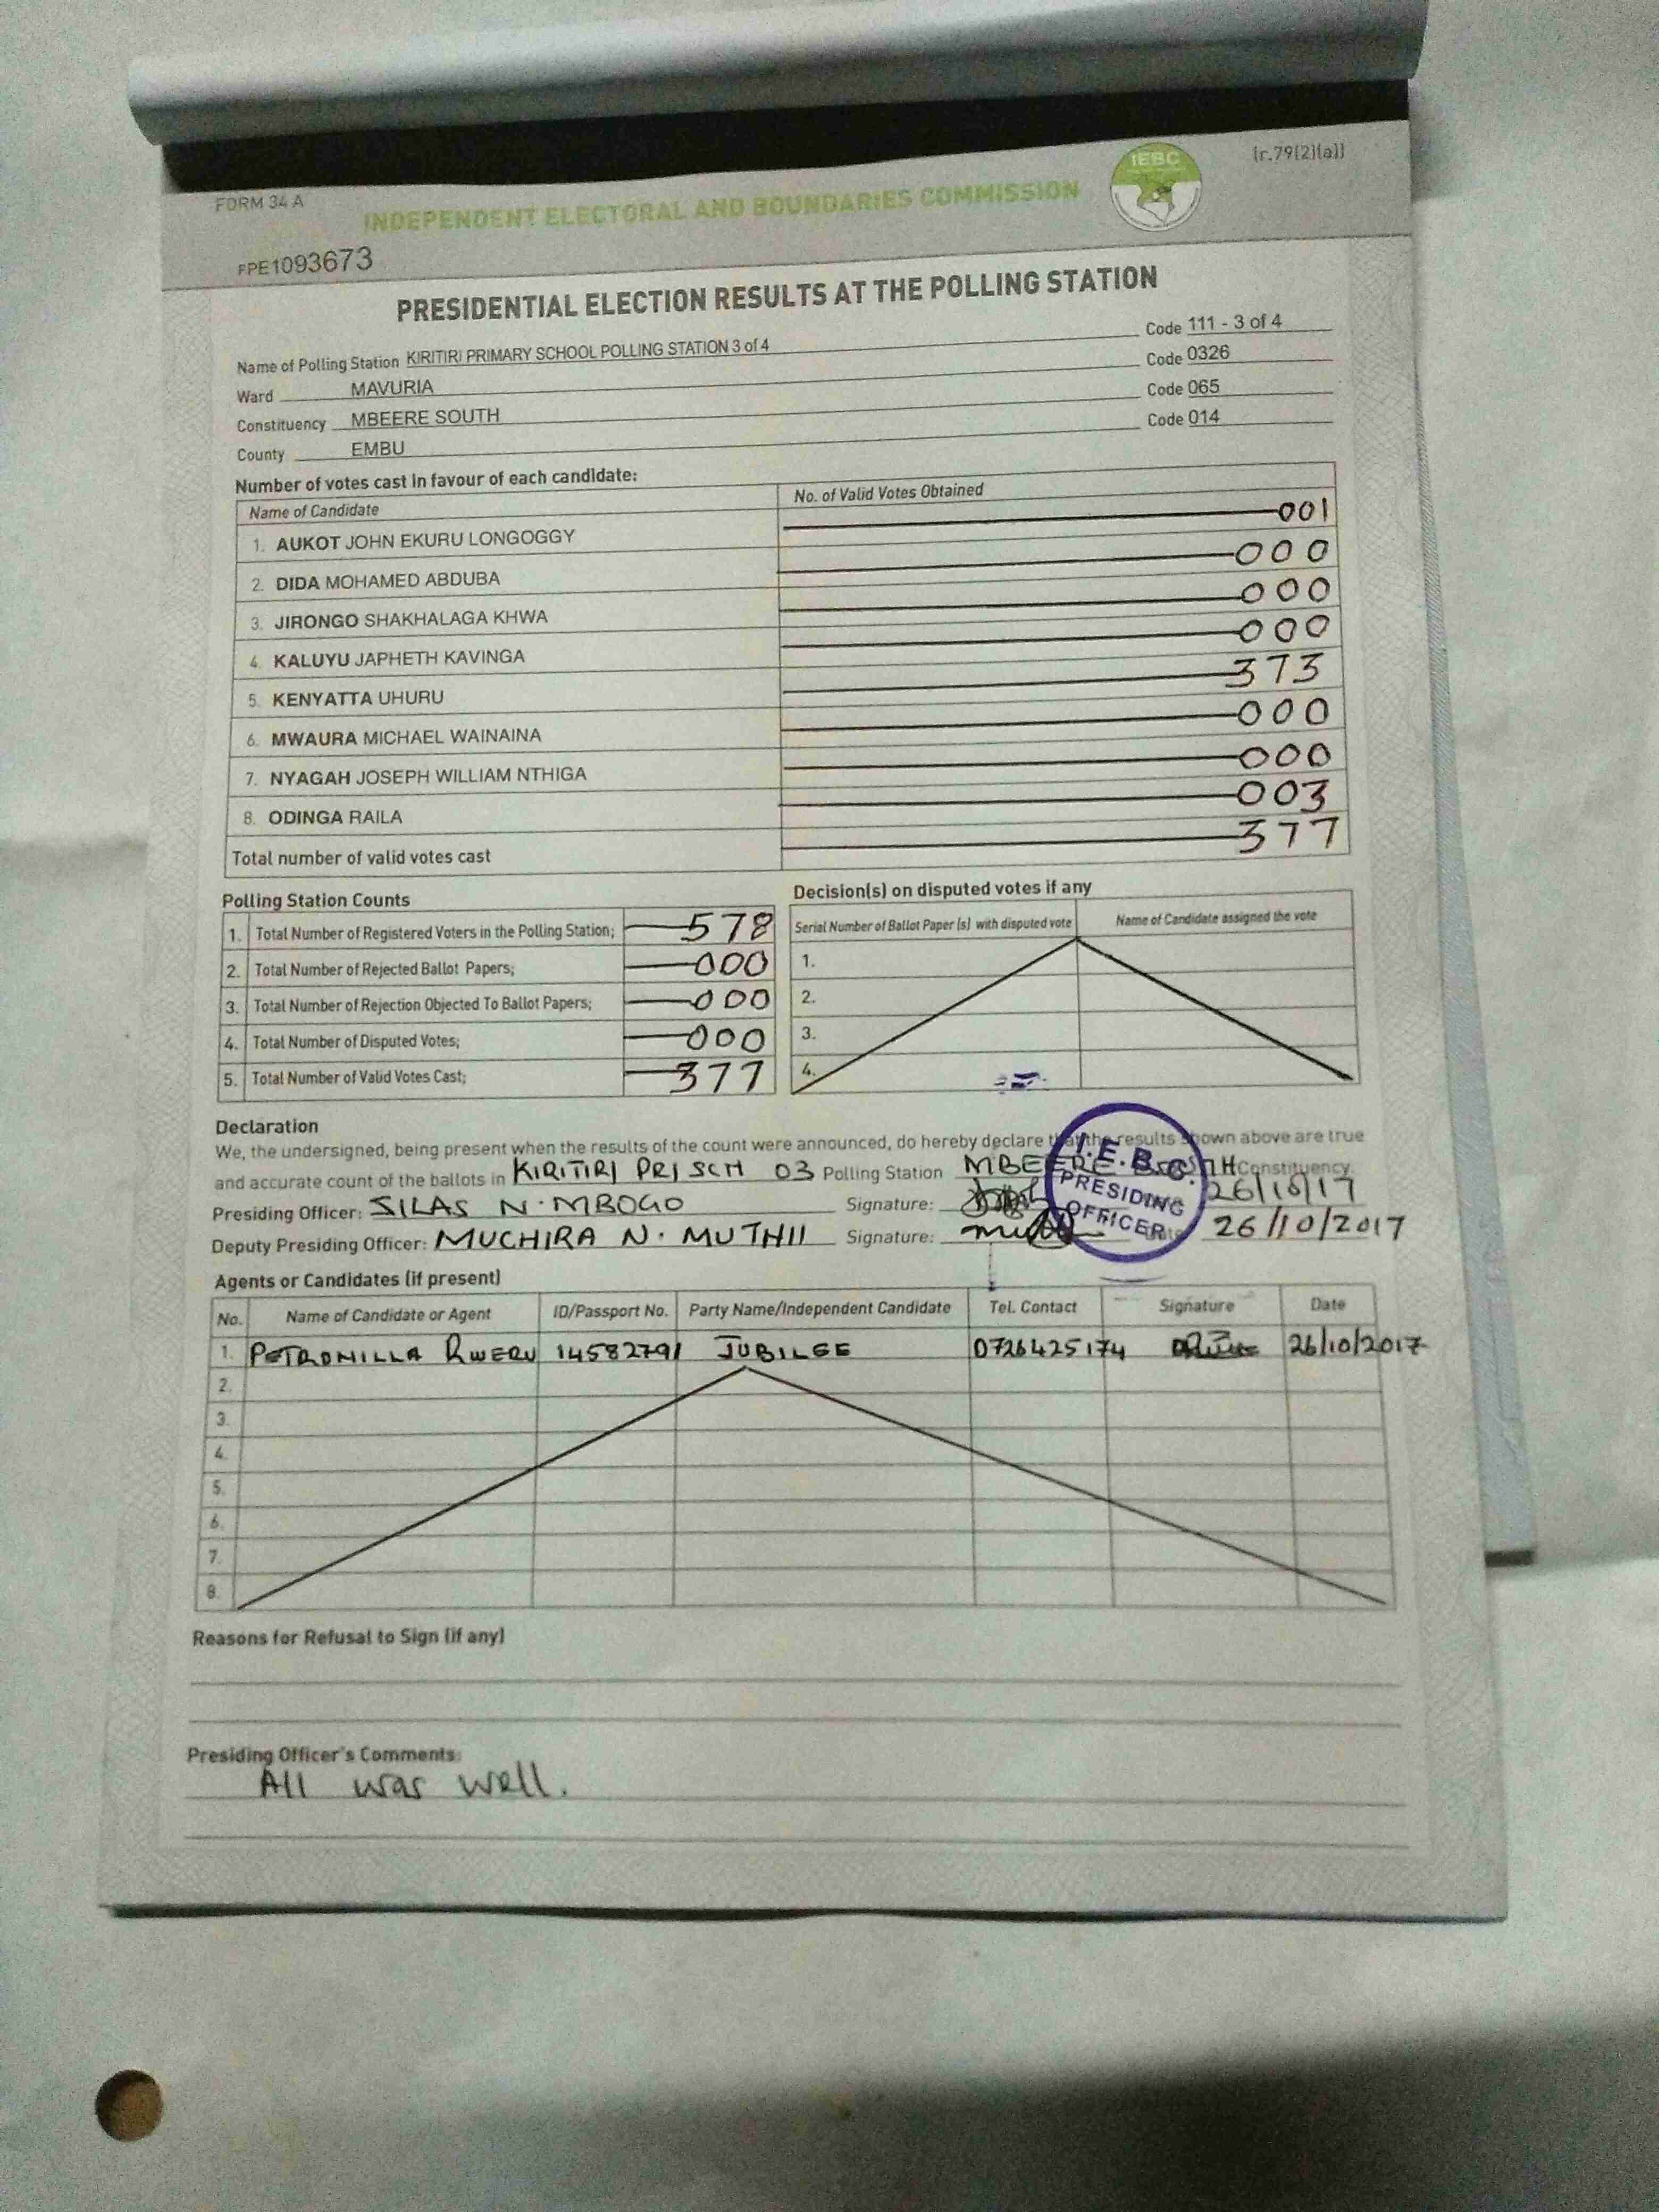 FORM 34 A
IEBC
(r.79(2)(a))
INDEPENDENT ELECTORAL AND BOUNDARIES COMMISSION
FPE1093673
PRESIDENTIAL ELECTION RESULTS AT THE POLLING STATION
Name of Polling Station KIRITIRI PRIMARY SCHOOL POLLING STATION 3 of 4 Code 111 - 3 of 4
Ward MAVURIA Code 0326
Constituency MBEERE SOUTH Code 065
County EMBU Code 014
Number of votes cast in favour of each candidate:
Name of Candidate No. of Valid Votes Obtained
1. AUKOT JOHN EKURU LONGOGGY 001
2. DIDA MOHAMED ABDUBA 000
3. JIRONGO SHAKHALAGA KHWA 000
4. KALUYU JAPHETH KAVINGA 000
5. KENYATTA UHURU 373
6. MWAURA MICHAEL WAINAINA 000
7. NYAGAH JOSEPH WILLIAM NTHIGA 000
8. ODINGA RAILA 003
Total number of valid votes cast 377
Polling Station Counts
1. Total Number of Registered Voters in the Polling Station; 578
2. Total Number of Rejected Ballot Papers; 000
3. Total Number of Rejection Objected To Ballot Papers; 000
4. Total Number of Disputed Votes; 000
5. Total Number of Valid Votes Cast; 377
Decision(s) on disputed votes if any
Serial Number of Ballot Paper (s) with disputed vote Name of Candidate assigned the vote
1.
2.
3.
4.
Declaration
We, the undersigned, being present when the results of the count were announced, do hereby declare that the results shown above are true
and accurate count of the ballots in KIRITIRI PRI SCH 03 Polling Station MBEERE SOUTH Constituency.
Presiding Officer: SILAS N. MBOGO Signature: 26/10/17
Deputy Presiding Officer: MUCHIRA N. MUTHII Signature: 26/10/2017
I.E.B.C.
PRESIDING
OFFICER
Agents or Candidates (if present)
No. Name of Candidate or Agent ID/Passport No. Party Name/Independent Candidate Tel. Contact Signature Date
1. PETRONILLA RWERU 14582791 JUBILEE 0726425174 26/10/2017
2.
3.
4.
5.
6.
7.
8.
Reasons for Refusal to Sign (if any)
Presiding Officer's Comments:
All was well.